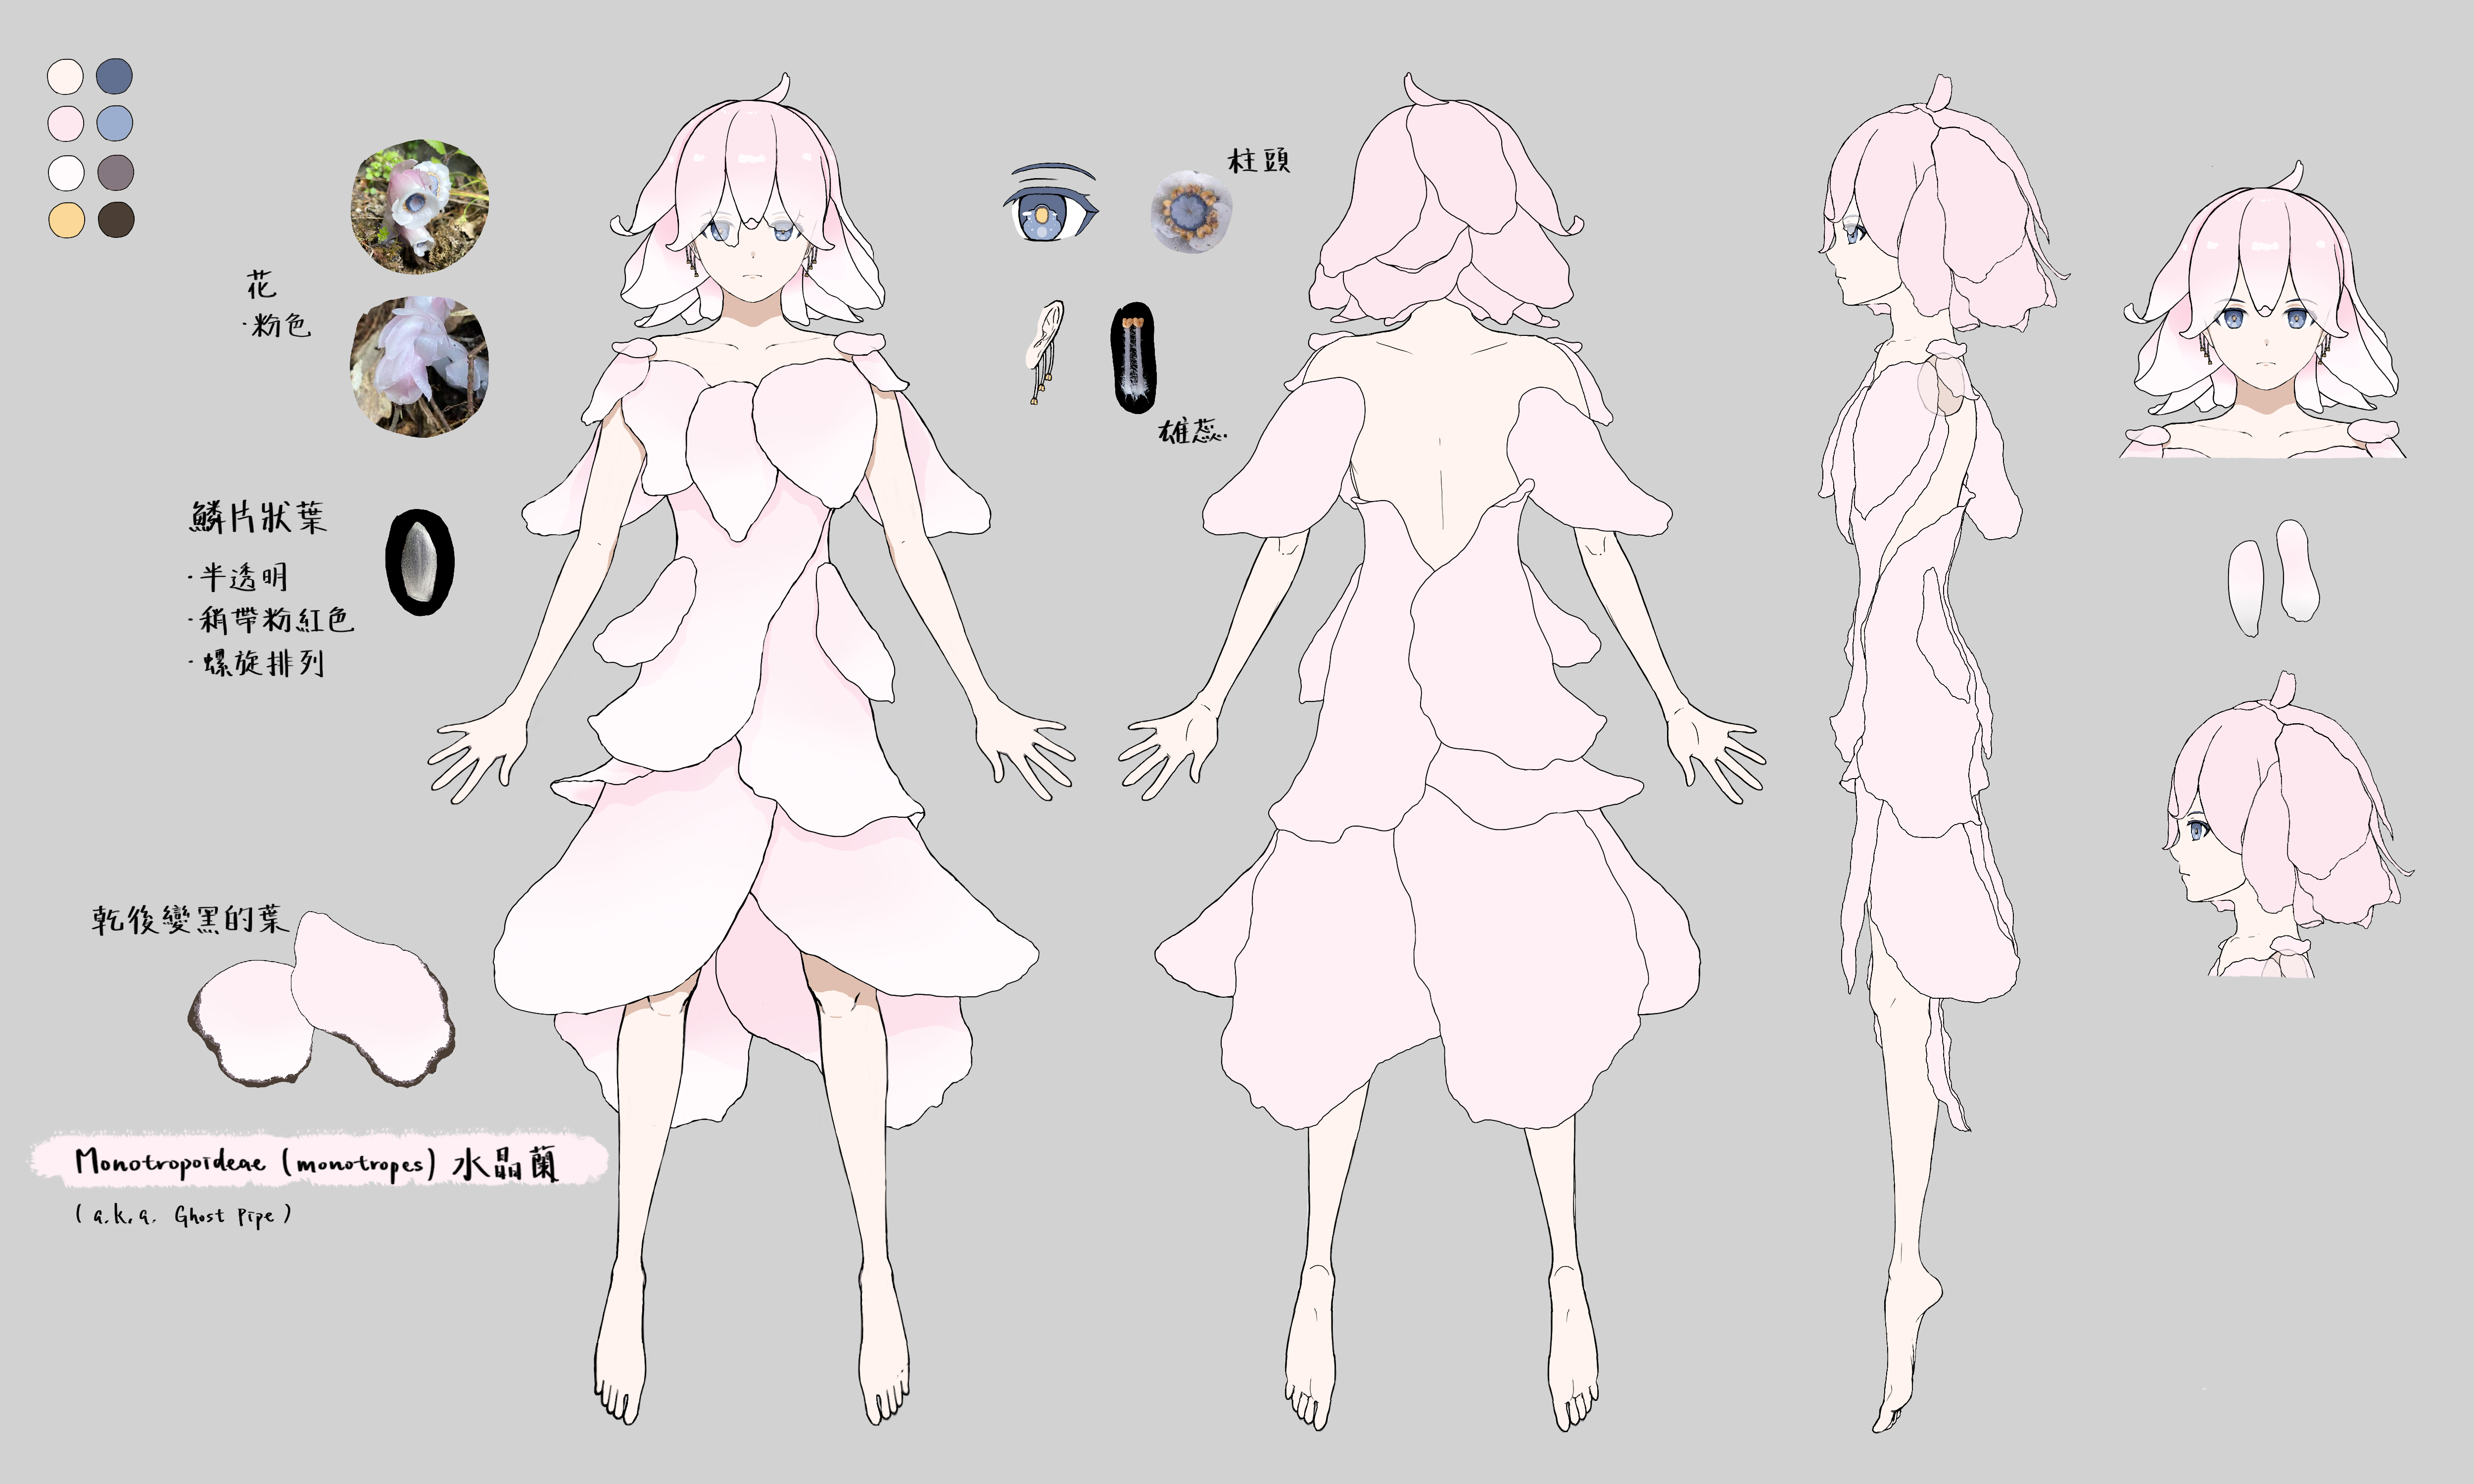 花
·粉色
柱頭
雄蕊.
鱗片狀葉
·半透明
·稍帶粉紅色
·螺旋排列
乾後變黑的葉
Monotropoideae (monotropes) 水晶蘭
(a.k.a. Ghost Pipe)